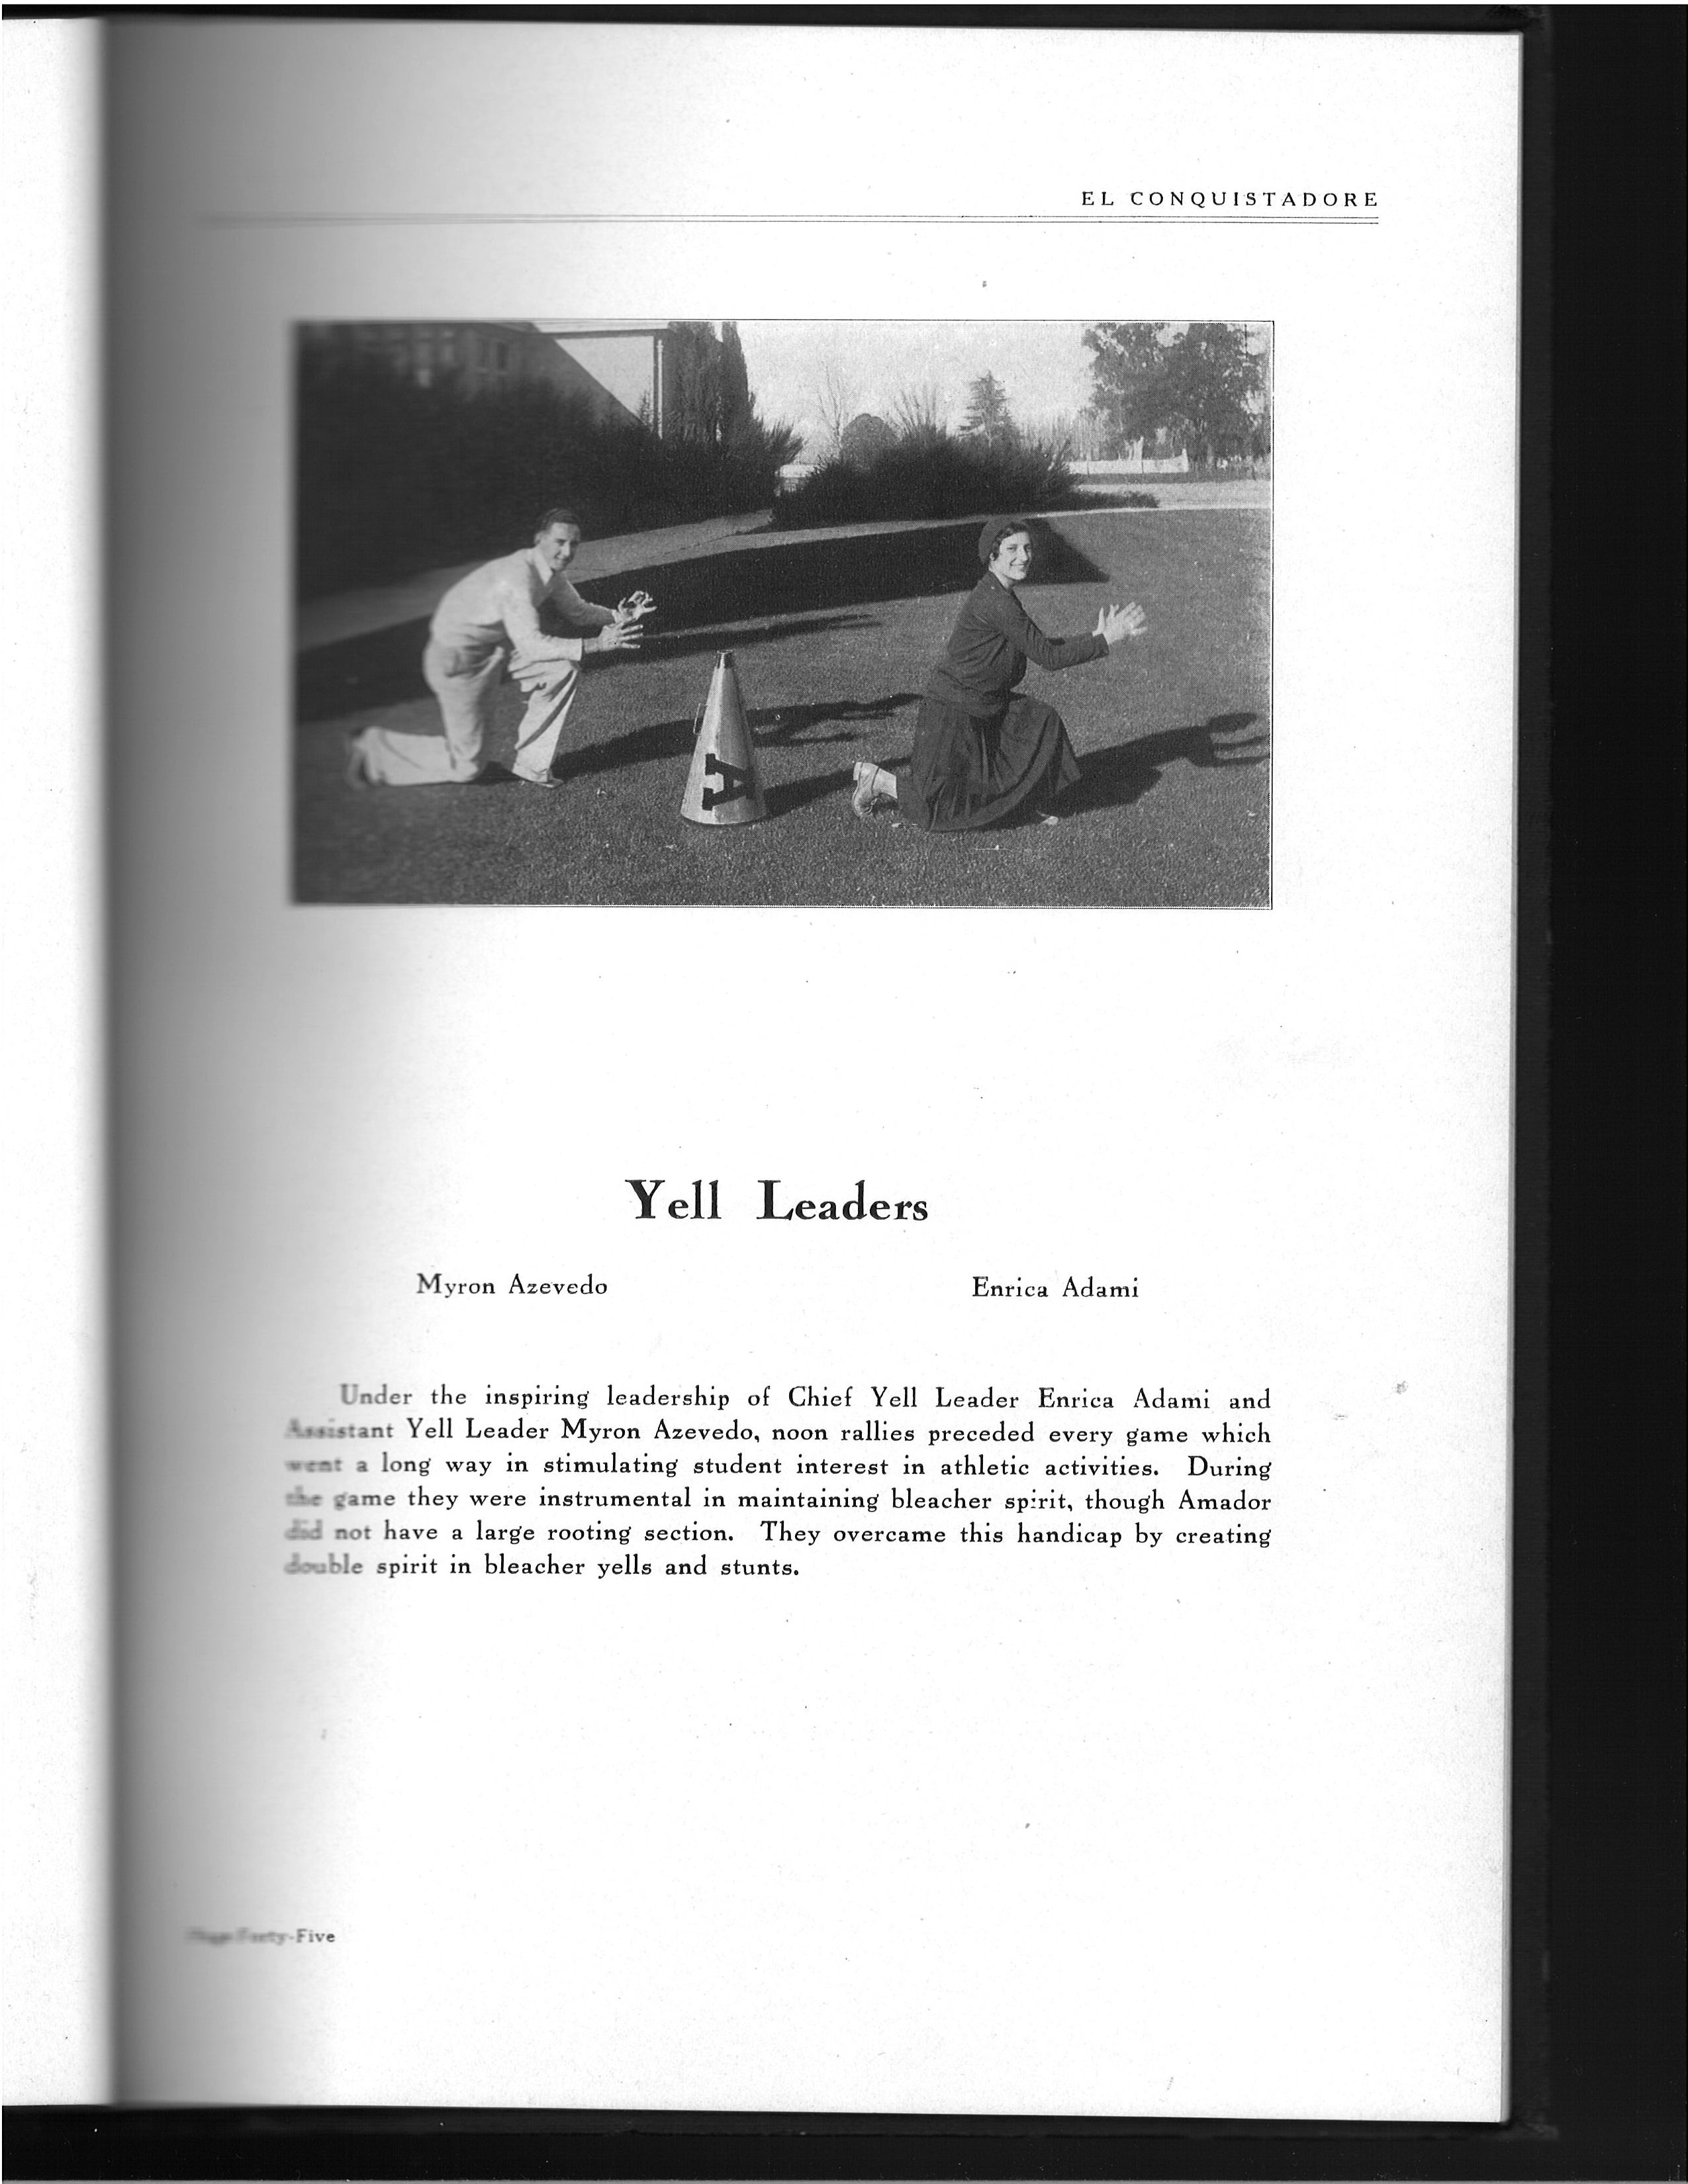 EL CONQUISTADORE
A
Yell Leaders
Myron Azevedo Enrica Adami
Under the inspiring leadership of Chief Yell Leader Enrica Adami and
Assistant Yell Leader Myron Azevedo, noon rallies preceded every game which
went a long way in stimulating student interest in athletic activities. During
the game they were instrumental in maintaining bleacher spirit, though Amador
did not have a large rooting section. They overcame this handicap by creating
double spirit in bleacher yells and stunts.
Page Forty-Five